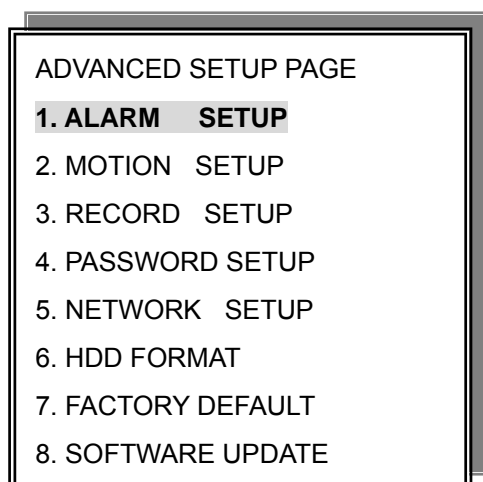 ADVANCED SETUP PAGE
1. ALARM SETUP
2. MOTION SETUP
3. RECORD SETUP
4. PASSWORD SETUP
5. NETWORK SETUP
6. HDD FORMAT
7. FACTORY DEFAULT
8. SOFTWARE UPDATE